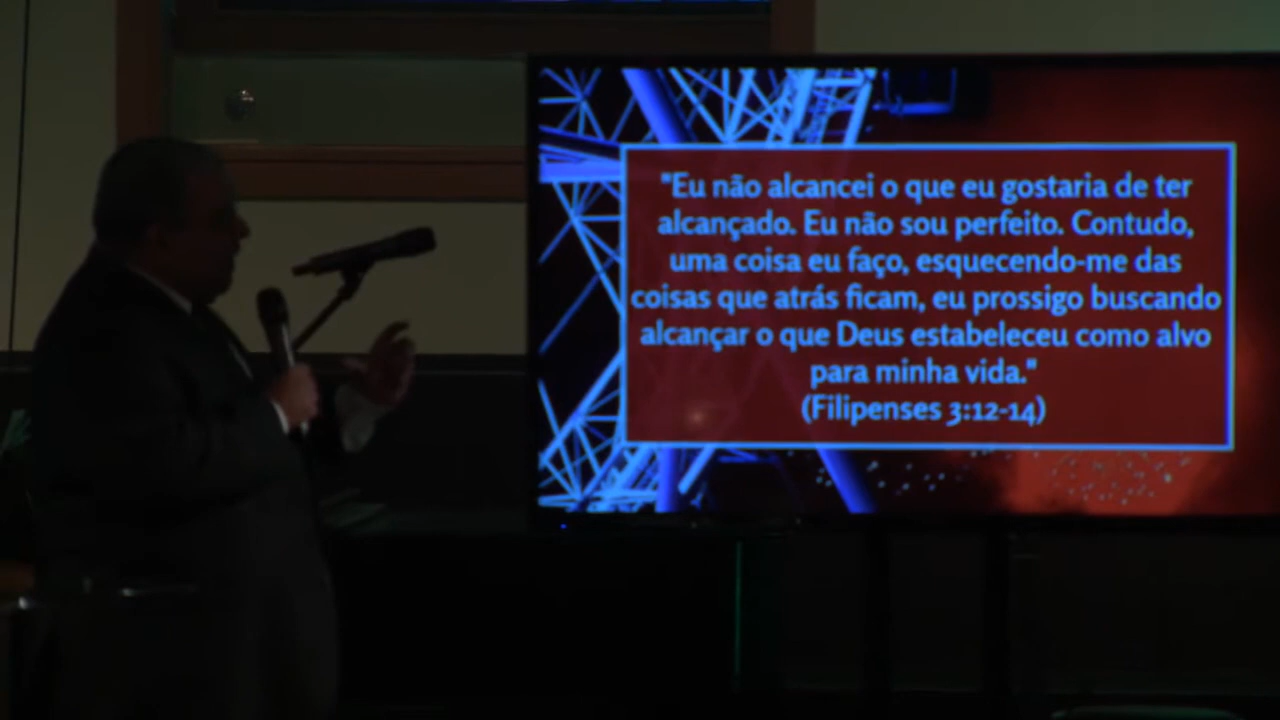 "Eu não alcancei o que eu gostaria de ter
alcançado. Eu não sou perfeito. Contudo,
uma coisa eu faço, esquecendo-me das
coisas que atrás ficam, eu prossigo buscando
alcançar o que Deus estabeleceu como alvo
para minha vida."
(Filipenses 3:12-14)